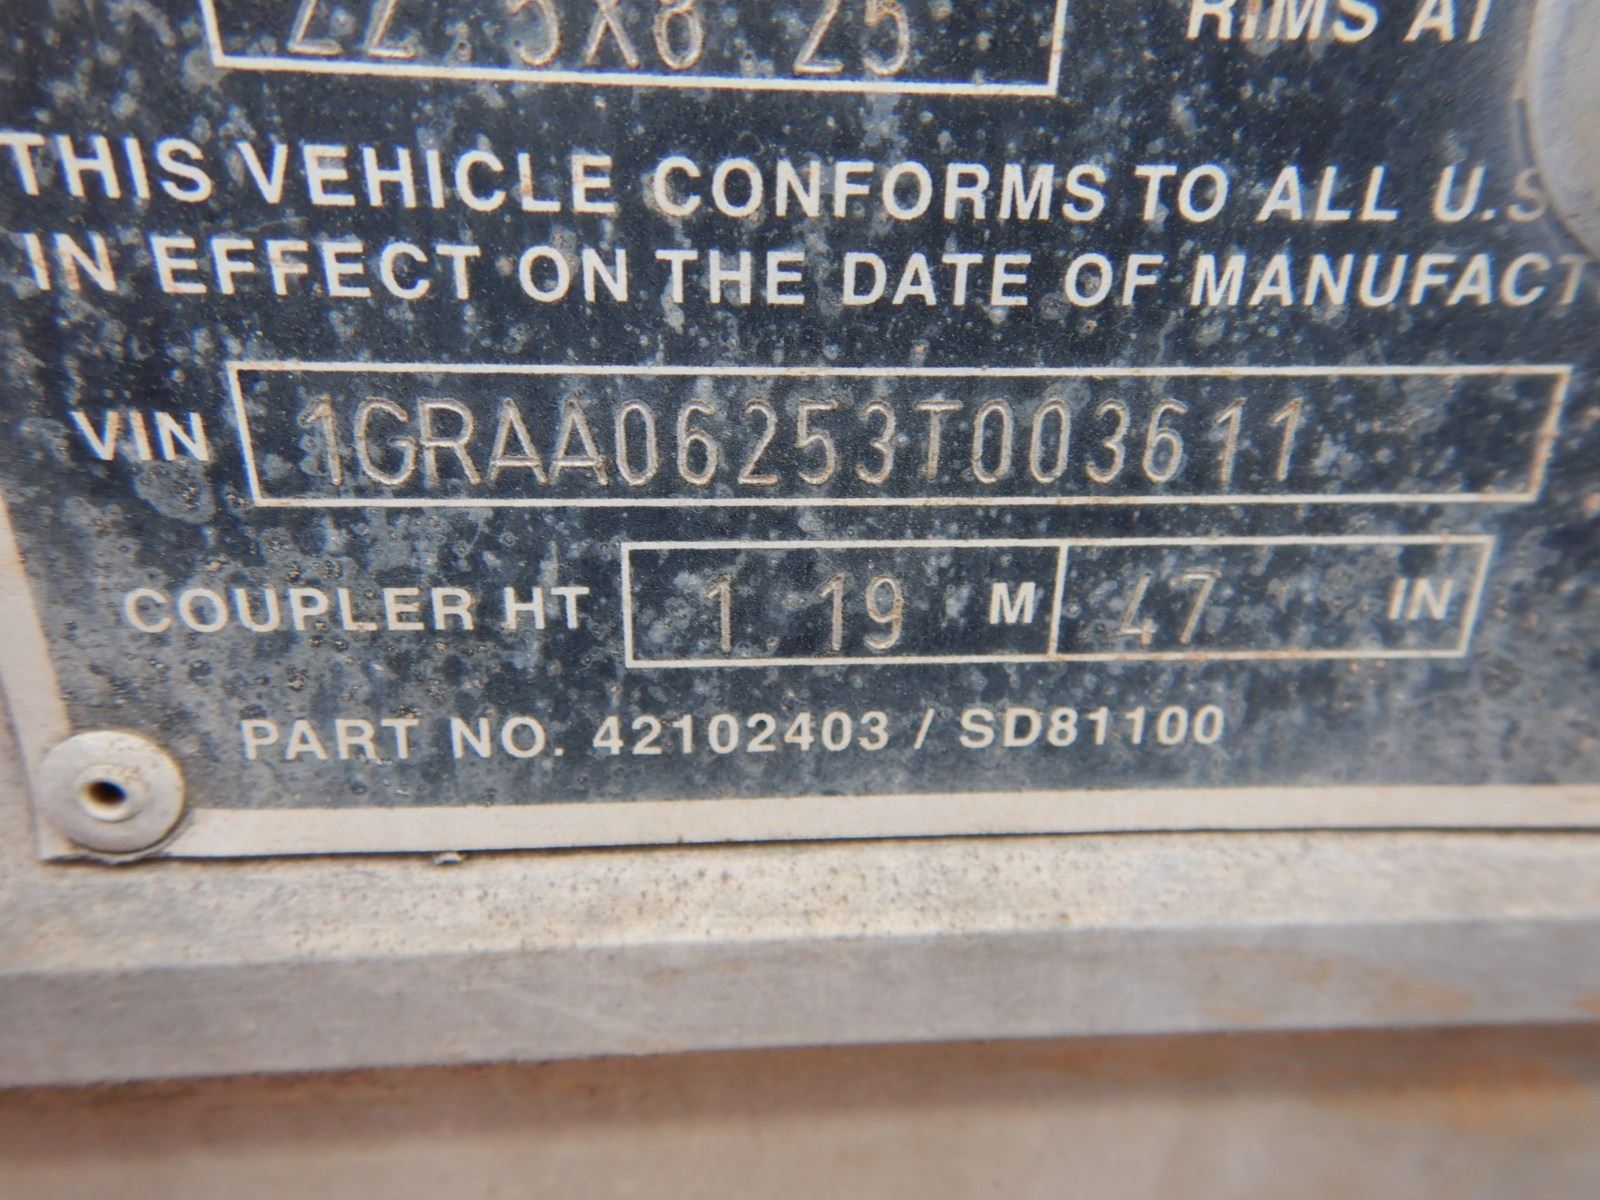 22.5X8 25 RIMS AT
THIS VEHICLE CONFORMS TO ALL U.S
IN EFFECT ON THE DATE OF MANUFACT
VIN 1GRAA06253T003611
COUPLER HT 1 19 M 47 IN
PART NO. 42102403 / SD81100